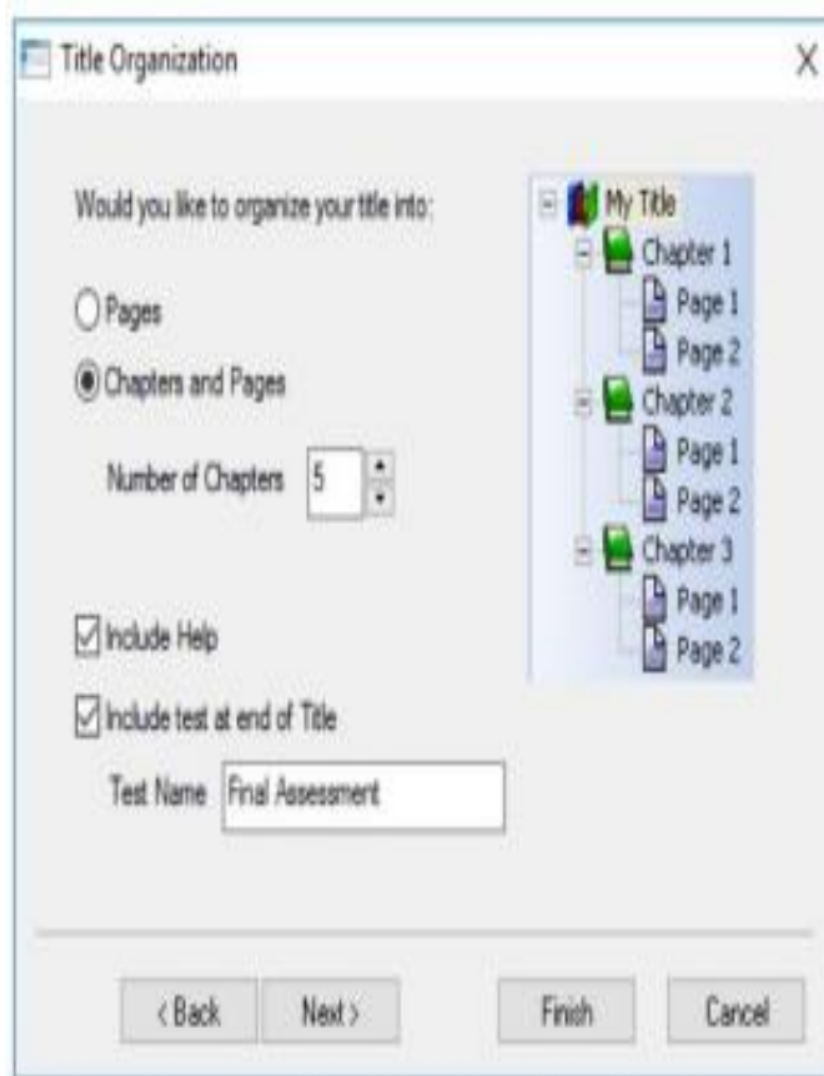 Title Organization
Would you like to organize your title into:
Pages
Chapters and Pages
Number of Chapters 5
Include Help
Include test at end of Title
Test Name Final Assessment
My Title
Chapter 1
Page 1
Page 2
Chapter 2
Page 1
Page 2
Chapter 3
Page 1
Page 2
< Back Next > Finish Cancel